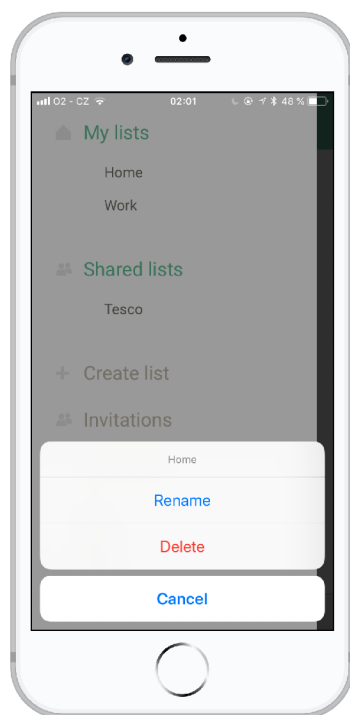 O2 - CZ 02:01 48 %
My lists
Home
Work
Shared lists
Tesco
Create list
Invitations
Home
Rename
Delete
Cancel